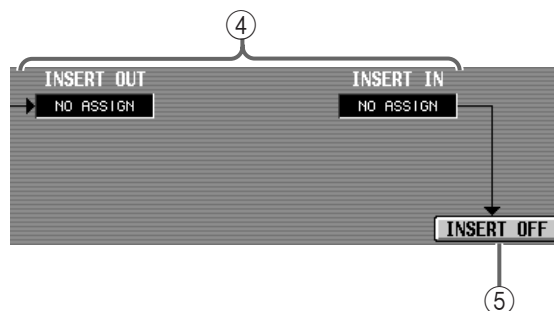 ④
INSERT OUT INSERT IN
NO ASSIGN NO ASSIGN
INSERT OFF
⑤